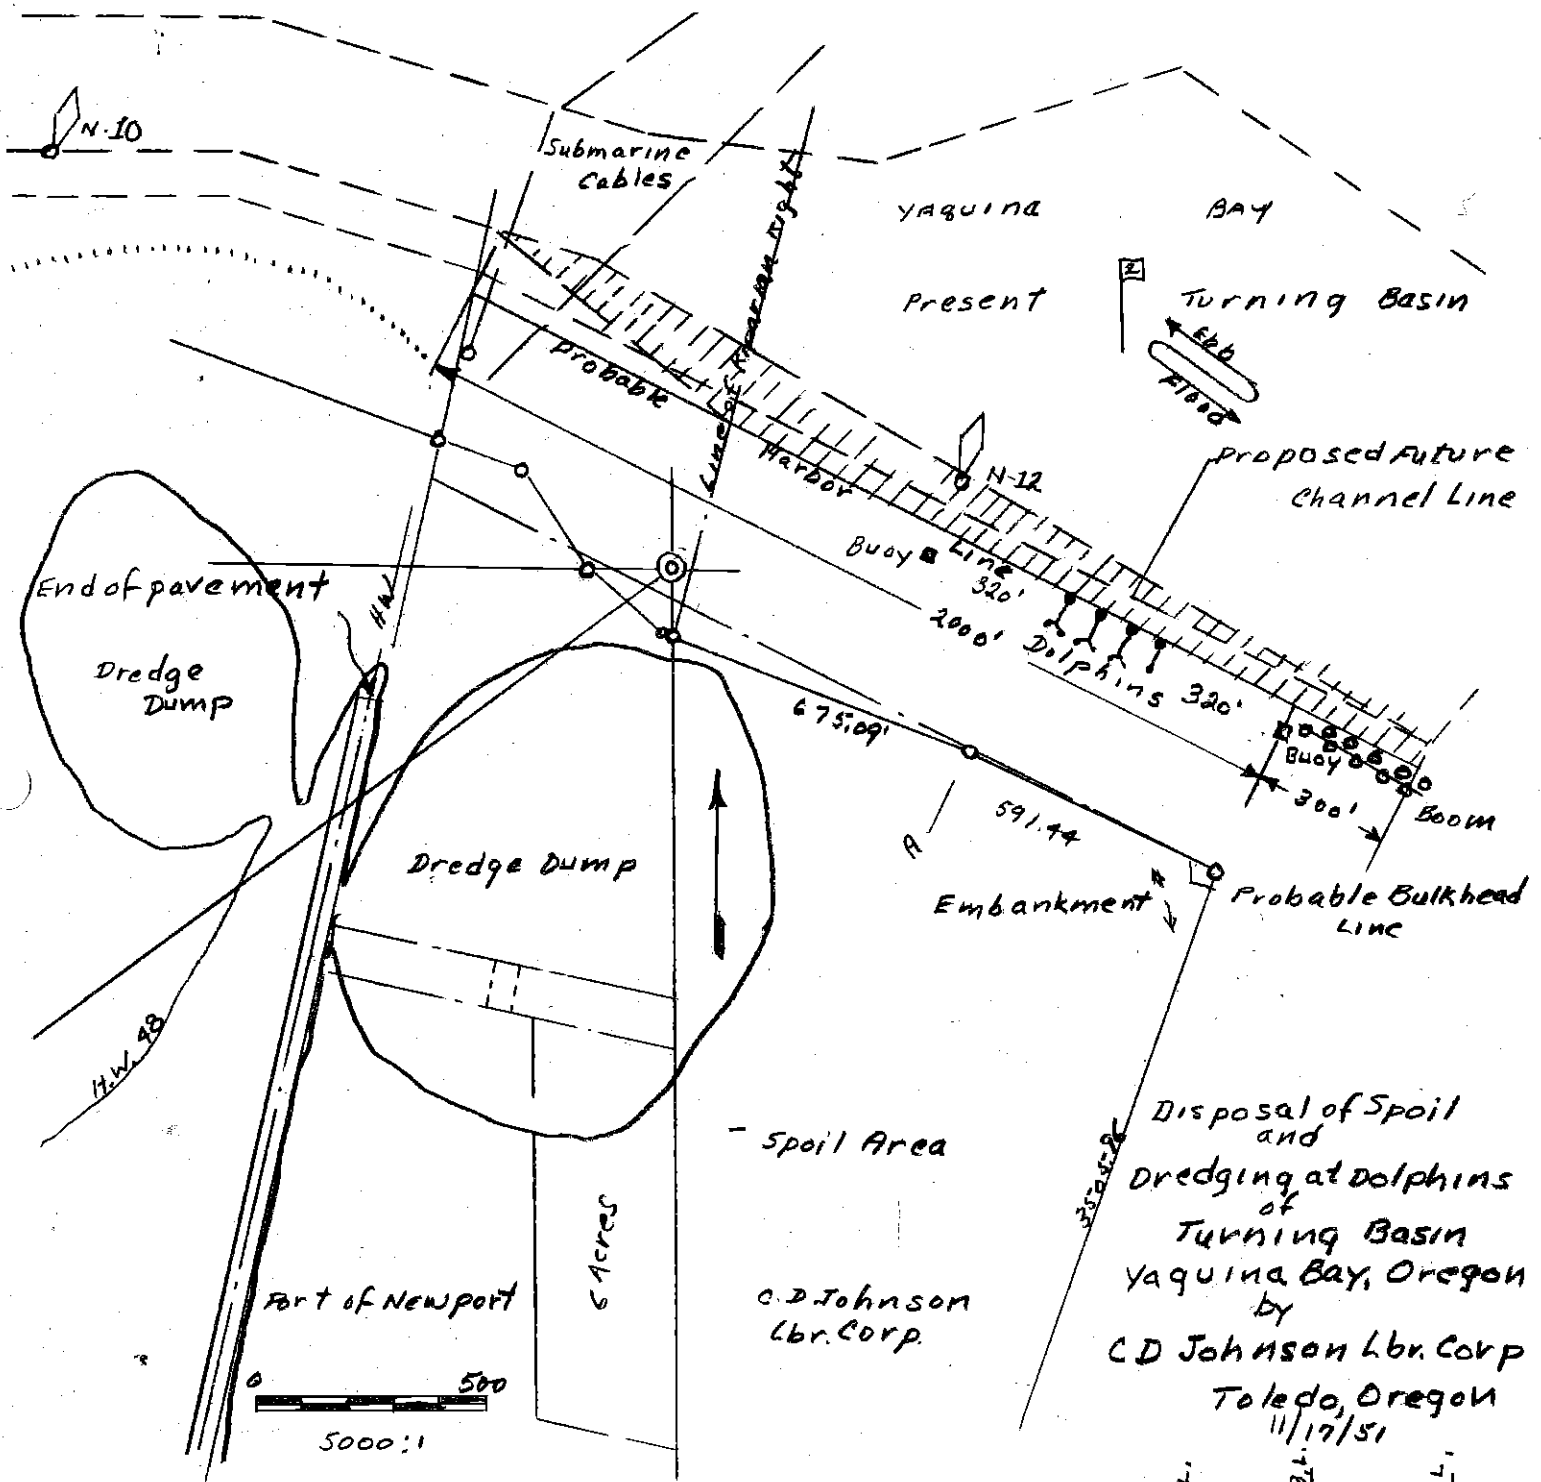 N-10
Submarine
Cables
YAQUINA BAY
2
Present Turning Basin
Ebb
Flood
Probable Harbor Line
N-12
Proposed Future
Channel Line
Buoy
320'
2000'
Dolphins 320'
End of pavement
HW
Dredge
Dump
675.09'
Buoy
300'
Boom
591.44
A
Dredge Dump
Embankment
Probable Bulkhead
Line
H.W. 48
Spoil Area
6 Acres
Port of Newport
C.D Johnson
Lbr. Corp.
0 500
5000:1
Disposal of Spoil
and
Dredging at Dolphins
of
Turning Basin
Yaquina Bay, Oregon
by
C D Johnson Lbr. Corp
Toledo, Oregon
11/17/51